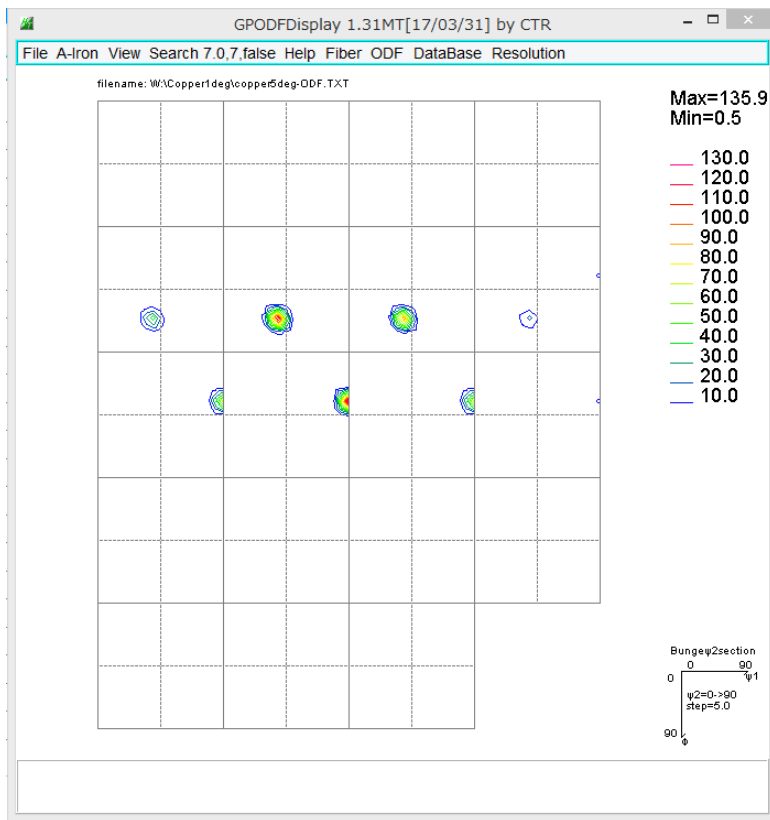 GPODFDisplay 1.31MT[17/03/31] by CTR
File A-Iron View Search 7.0,7,false Help Fiber ODF DataBase Resolution
filename: W:\Copper1deg\copper5deg-ODF.TXT
Max=135.9
Min=0.5
130.0
120.0
110.0
100.0
90.0
80.0
70.0
60.0
50.0
40.0
30.0
20.0
10.0
Bungeψ2section
0 90
0 ψ1
ψ2=0->90
step=5.0
90
Φ